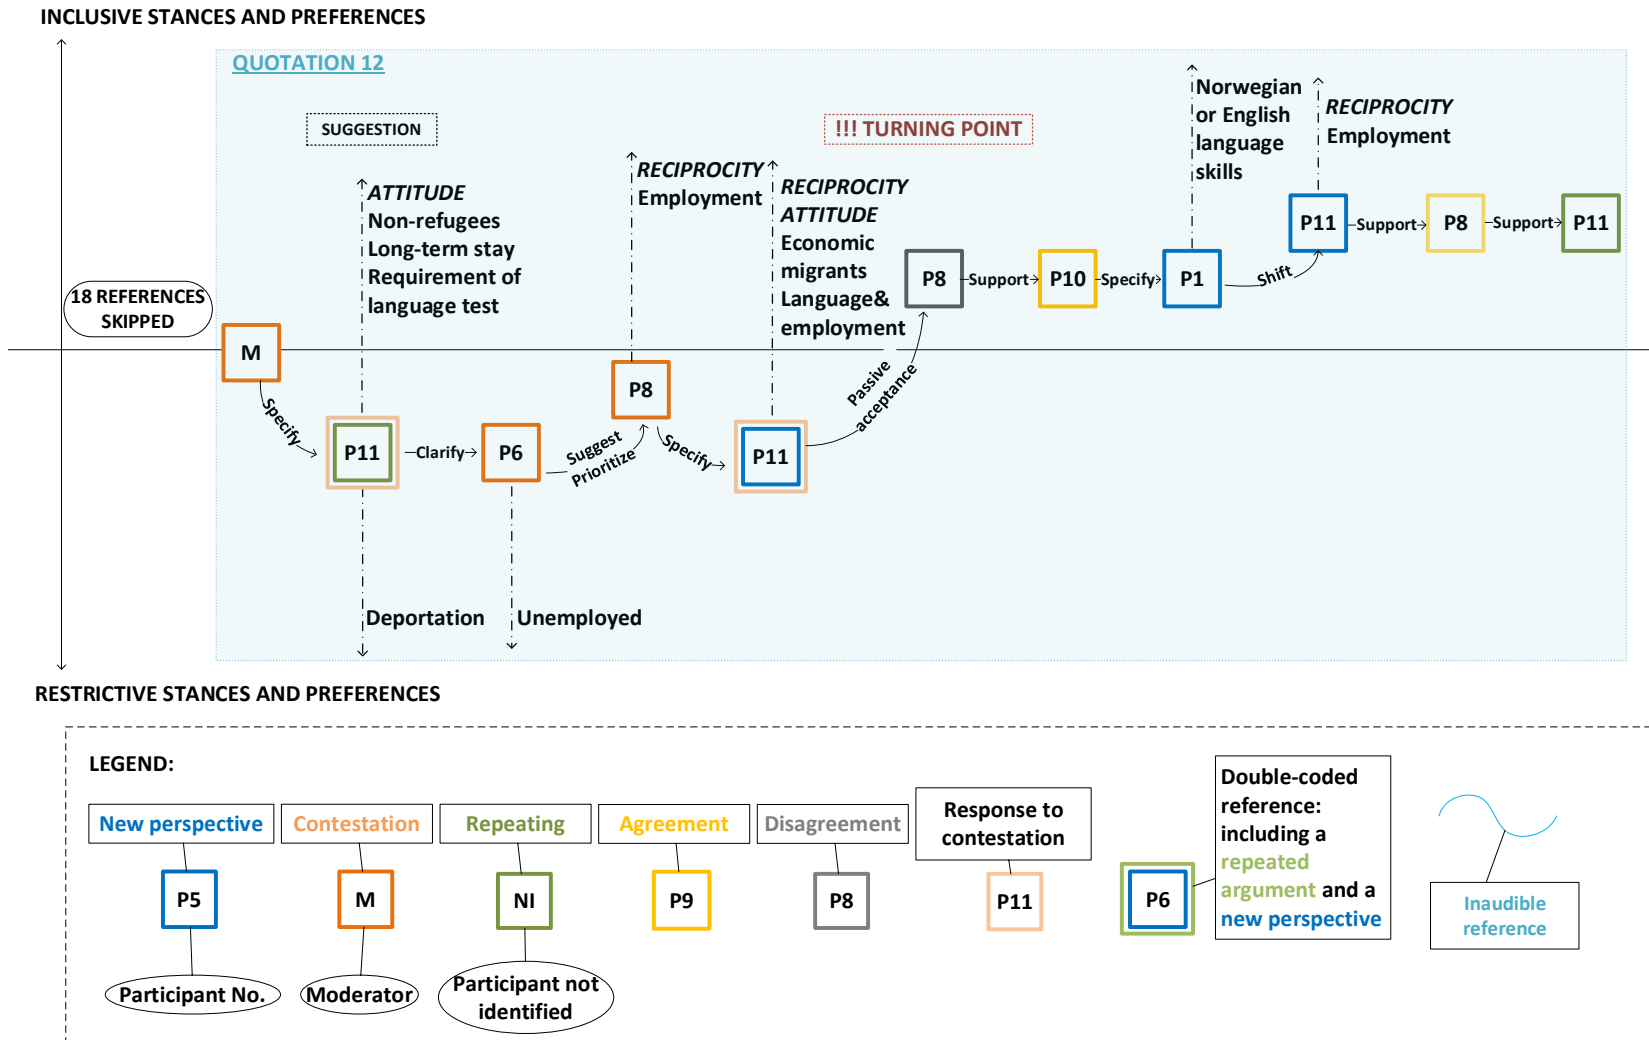 INCLUSIVE STANCES AND PREFERENCES
QUOTATION 12
SUGGESTION
!!! TURNING POINT
18 REFERENCES
SKIPPED
M
Specify
ATTITUDE
Non-refugees
Long-term stay
Requirement of
language test
P11
Deportation
Clarify
P6
Unemployed
Suggest
Prioritize
RECIPROCITY
Employment
P8
Specify
RECIPROCITY
ATTITUDE
Economic
migrants
Language&
employment
P11
Passive
acceptance
P8
Support
P10
Specify
Norwegian
or English
language
skills
P1
Shift
RECIPROCITY
Employment
P11
Support
P8
Support
P11
RESTRICTIVE STANCES AND PREFERENCES
LEGEND:
New perspective
P5
Participant No.
Contestation
M
Moderator
Repeating
NI
Participant not
identified
Agreement
P9
Disagreement
P8
Response to
contestation
P11
P6
Double-coded
reference:
including a
repeated
argument and a
new perspective
Inaudible
reference